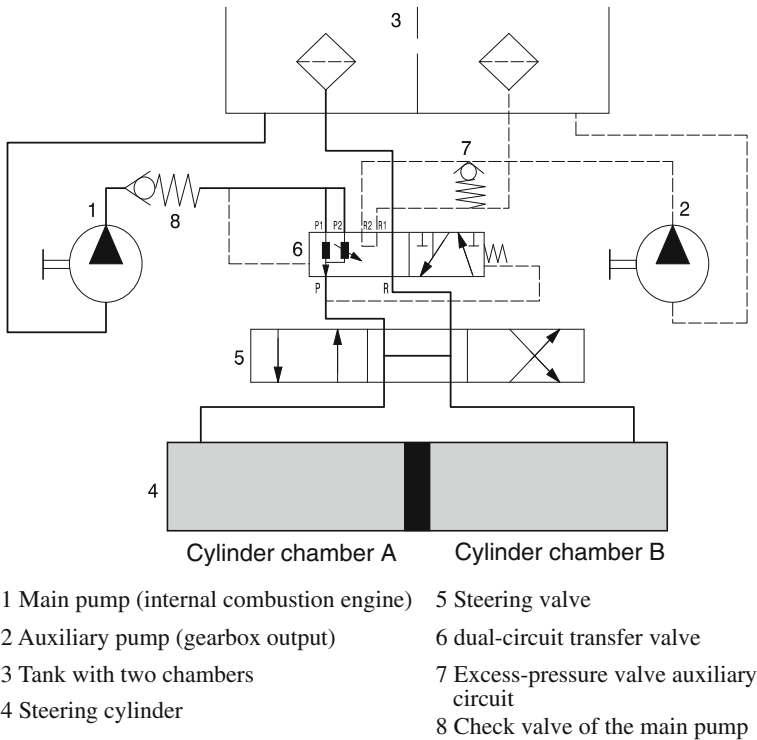 3
7
1
8
2
P1 P2 R2 R1
6
P R
5
4
Cylinder chamber A Cylinder chamber B
1 Main pump (internal combustion engine)
2 Auxiliary pump (gearbox output)
3 Tank with two chambers
4 Steering cylinder
5 Steering valve
6 dual-circuit transfer valve
7 Excess-pressure valve auxiliary
circuit
8 Check valve of the main pump